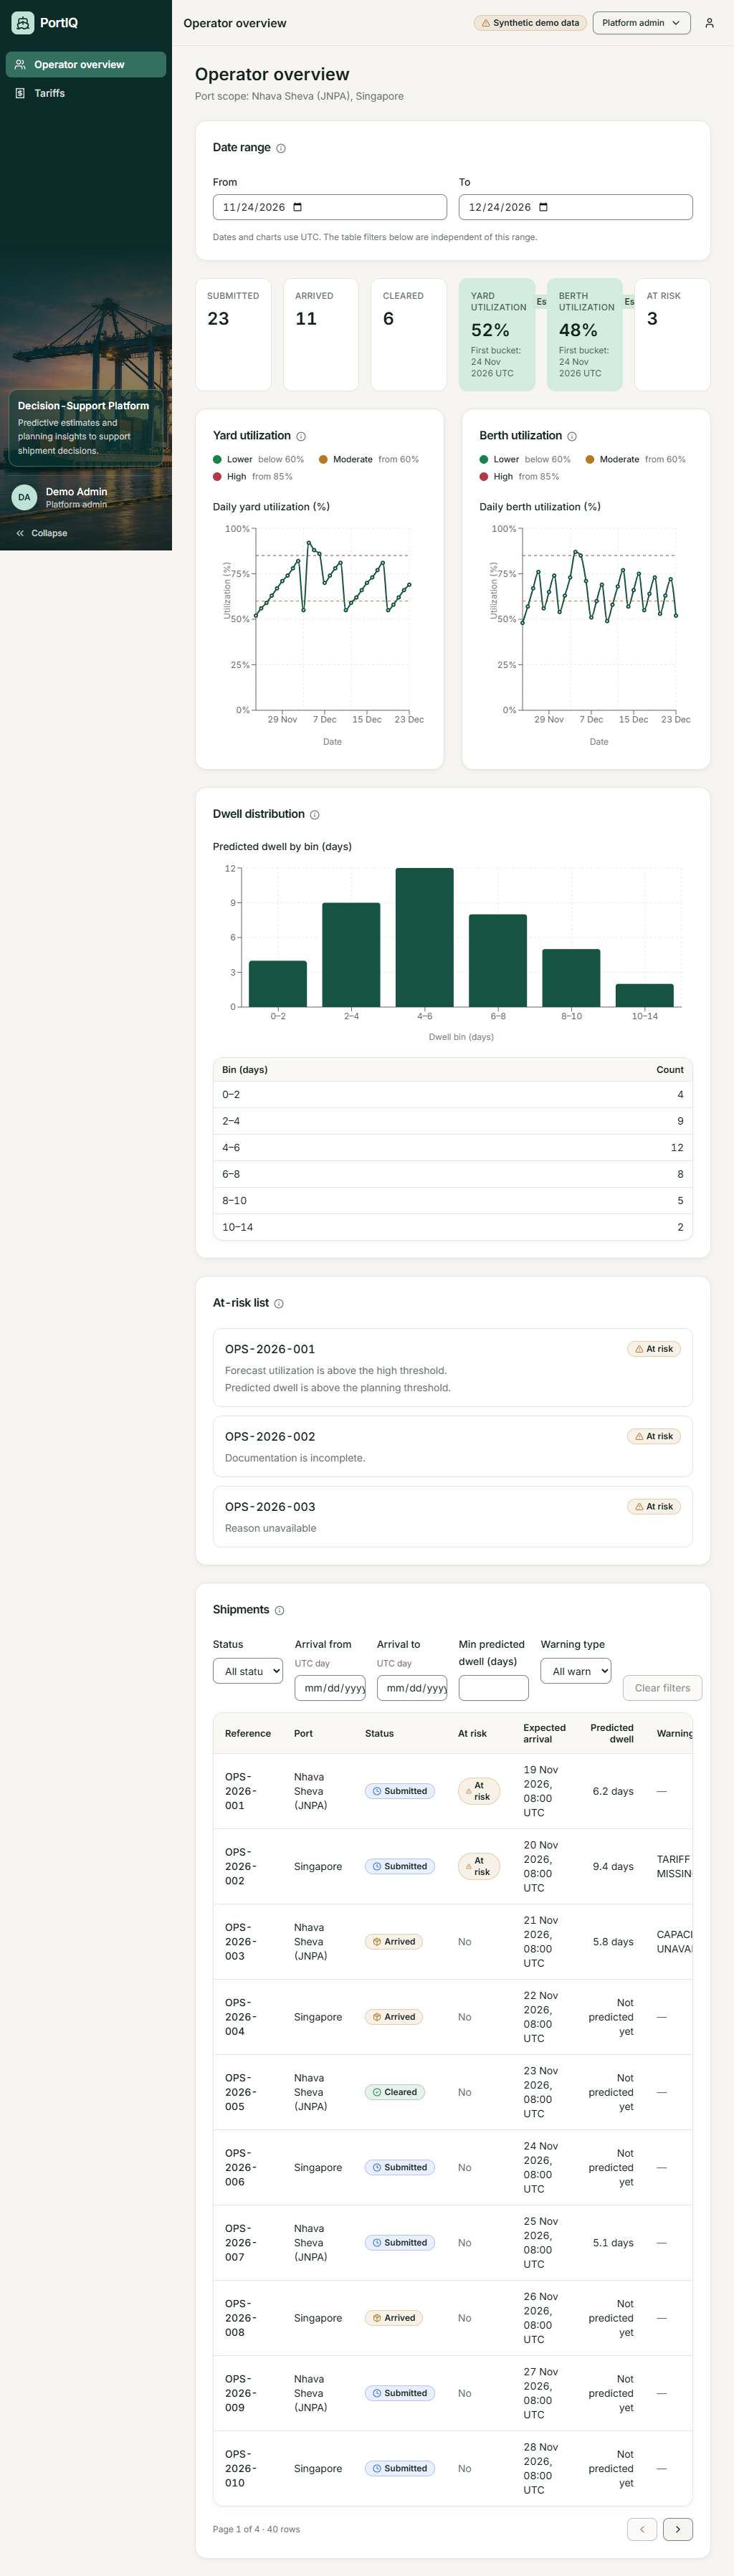 PortIQ
Operator overview
Tariffs
Decision-Support Platform
Predictive estimates and
planning insights to support
shipment decisions.
DA
Demo Admin
Platform admin
Collapse
Operator overview
Synthetic demo data
Platform admin
Operator overview
Port scope: Nhava Sheva (JNPA), Singapore
Date range
From
To
11/24/2026
12/24/2026
Dates and charts use UTC. The table filters below are independent of this range.
SUBMITTED
23
ARRIVED
11
CLEARED
6
YARD
UTILIZATION
52%
First bucket:
24 Nov
2026 UTC
Es
BERTH
UTILIZATION
48%
First bucket:
24 Nov
2026 UTC
Es
AT RISK
3
Yard utilization
Lower below 60% Moderate from 60%
High from 85%
Daily yard utilization (%)
100%
75%
50%
25%
0%
Utilization (%)
29 Nov 7 Dec 15 Dec 23 Dec
Date
Berth utilization
Lower below 60% Moderate from 60%
High from 85%
Daily berth utilization (%)
100%
75%
50%
25%
0%
Utilization (%)
29 Nov 7 Dec 15 Dec 23 Dec
Date
Dwell distribution
Predicted dwell by bin (days)
12
9
6
3
0
0–2 2–4 4–6 6–8 8–10 10–14
Dwell bin (days)
Bin (days) Count
0–2 4
2–4 9
4–6 12
6–8 8
8–10 5
10–14 2
At-risk list
OPS-2026-001 At risk
Forecast utilization is above the high threshold.
Predicted dwell is above the planning threshold.
OPS-2026-002 At risk
Documentation is incomplete.
OPS-2026-003 At risk
Reason unavailable
Shipments
Status
All statu
Arrival from
UTC day
mm/dd/yyyy
Arrival to
UTC day
mm/dd/yyyy
Min predicted
dwell (days)
Warning type
All warn
Clear filters
Reference Port Status At risk Expected arrival Predicted dwell Warning
OPS-2026-001 Nhava Sheva (JNPA) Submitted At risk 19 Nov 2026, 08:00 UTC 6.2 days —
OPS-2026-002 Singapore Submitted At risk 20 Nov 2026, 08:00 UTC 9.4 days TARIFF MISSIN
OPS-2026-003 Nhava Sheva (JNPA) Arrived No 21 Nov 2026, 08:00 UTC 5.8 days CAPACI UNAVAI
OPS-2026-004 Singapore Arrived No 22 Nov 2026, 08:00 UTC Not predicted yet —
OPS-2026-005 Nhava Sheva (JNPA) Cleared No 23 Nov 2026, 08:00 UTC Not predicted yet —
OPS-2026-006 Singapore Submitted No 24 Nov 2026, 08:00 UTC Not predicted yet —
OPS-2026-007 Nhava Sheva (JNPA) Submitted No 25 Nov 2026, 08:00 UTC 5.1 days —
OPS-2026-008 Singapore Arrived No 26 Nov 2026, 08:00 UTC Not predicted yet —
OPS-2026-009 Nhava Sheva (JNPA) Submitted No 27 Nov 2026, 08:00 UTC Not predicted yet —
OPS-2026-010 Singapore Submitted No 28 Nov 2026, 08:00 UTC Not predicted yet —
Page 1 of 4 · 40 rows